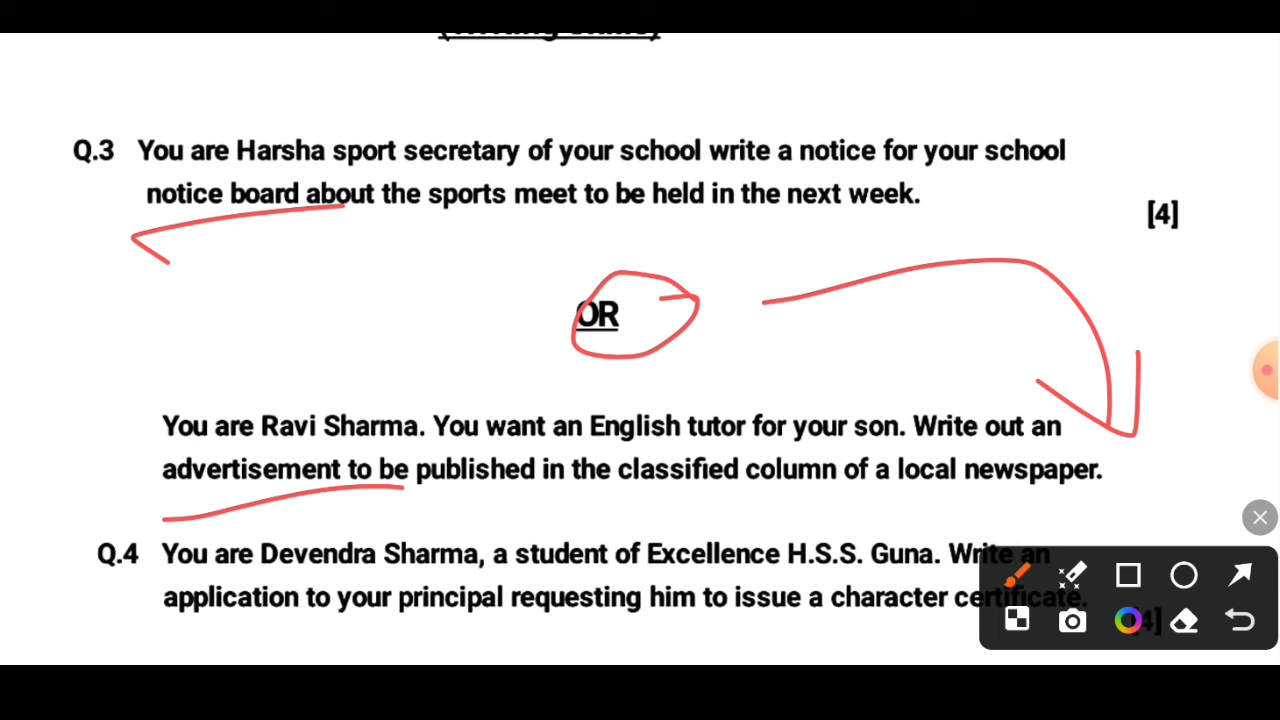 Q.3 You are Harsha sport secretary of your school write a notice for your school
notice board about the sports meet to be held in the next week.
[4]
OR
You are Ravi Sharma. You want an English tutor for your son. Write out an
advertisement to be published in the classified column of a local newspaper.
Q.4 You are Devendra Sharma, a student of Excellence H.S.S. Guna. Write an
application to your principal requesting him to issue a character certificate.
[4]